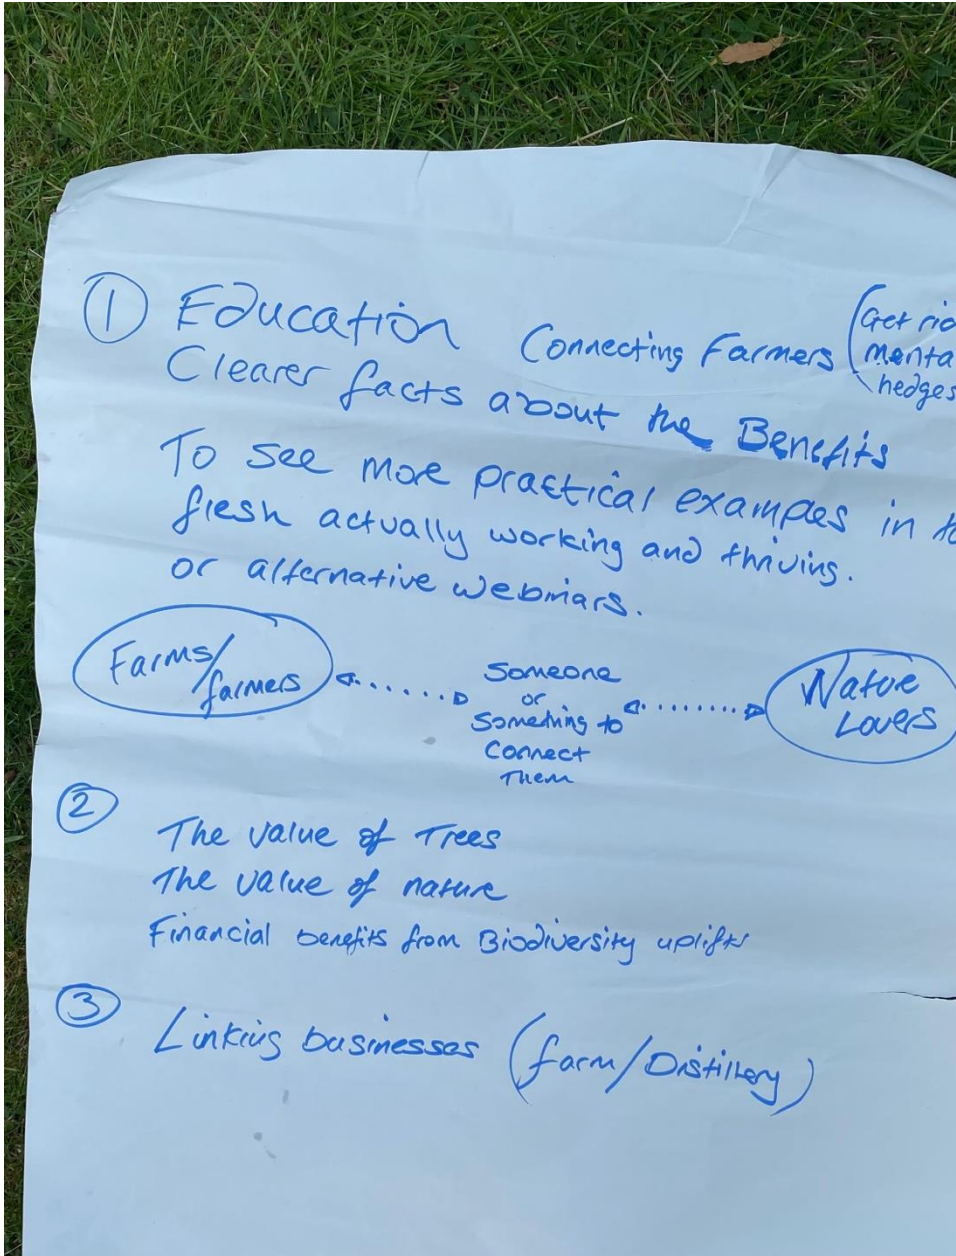 ① Education Connecting Farmers (Get rid
menta
hedges
Clearer facts about the Benefits
To see more practical examples in
flesh actually working and thriving.
or alternative webinars.
Farms/
farmers
Someone
or
Something to
Connect
Them
Nature
Lovers
②
The value of Trees
The value of nature
Financial benefits from Biodiversity uplifts
③
Linking businesses (farm/Distillery)